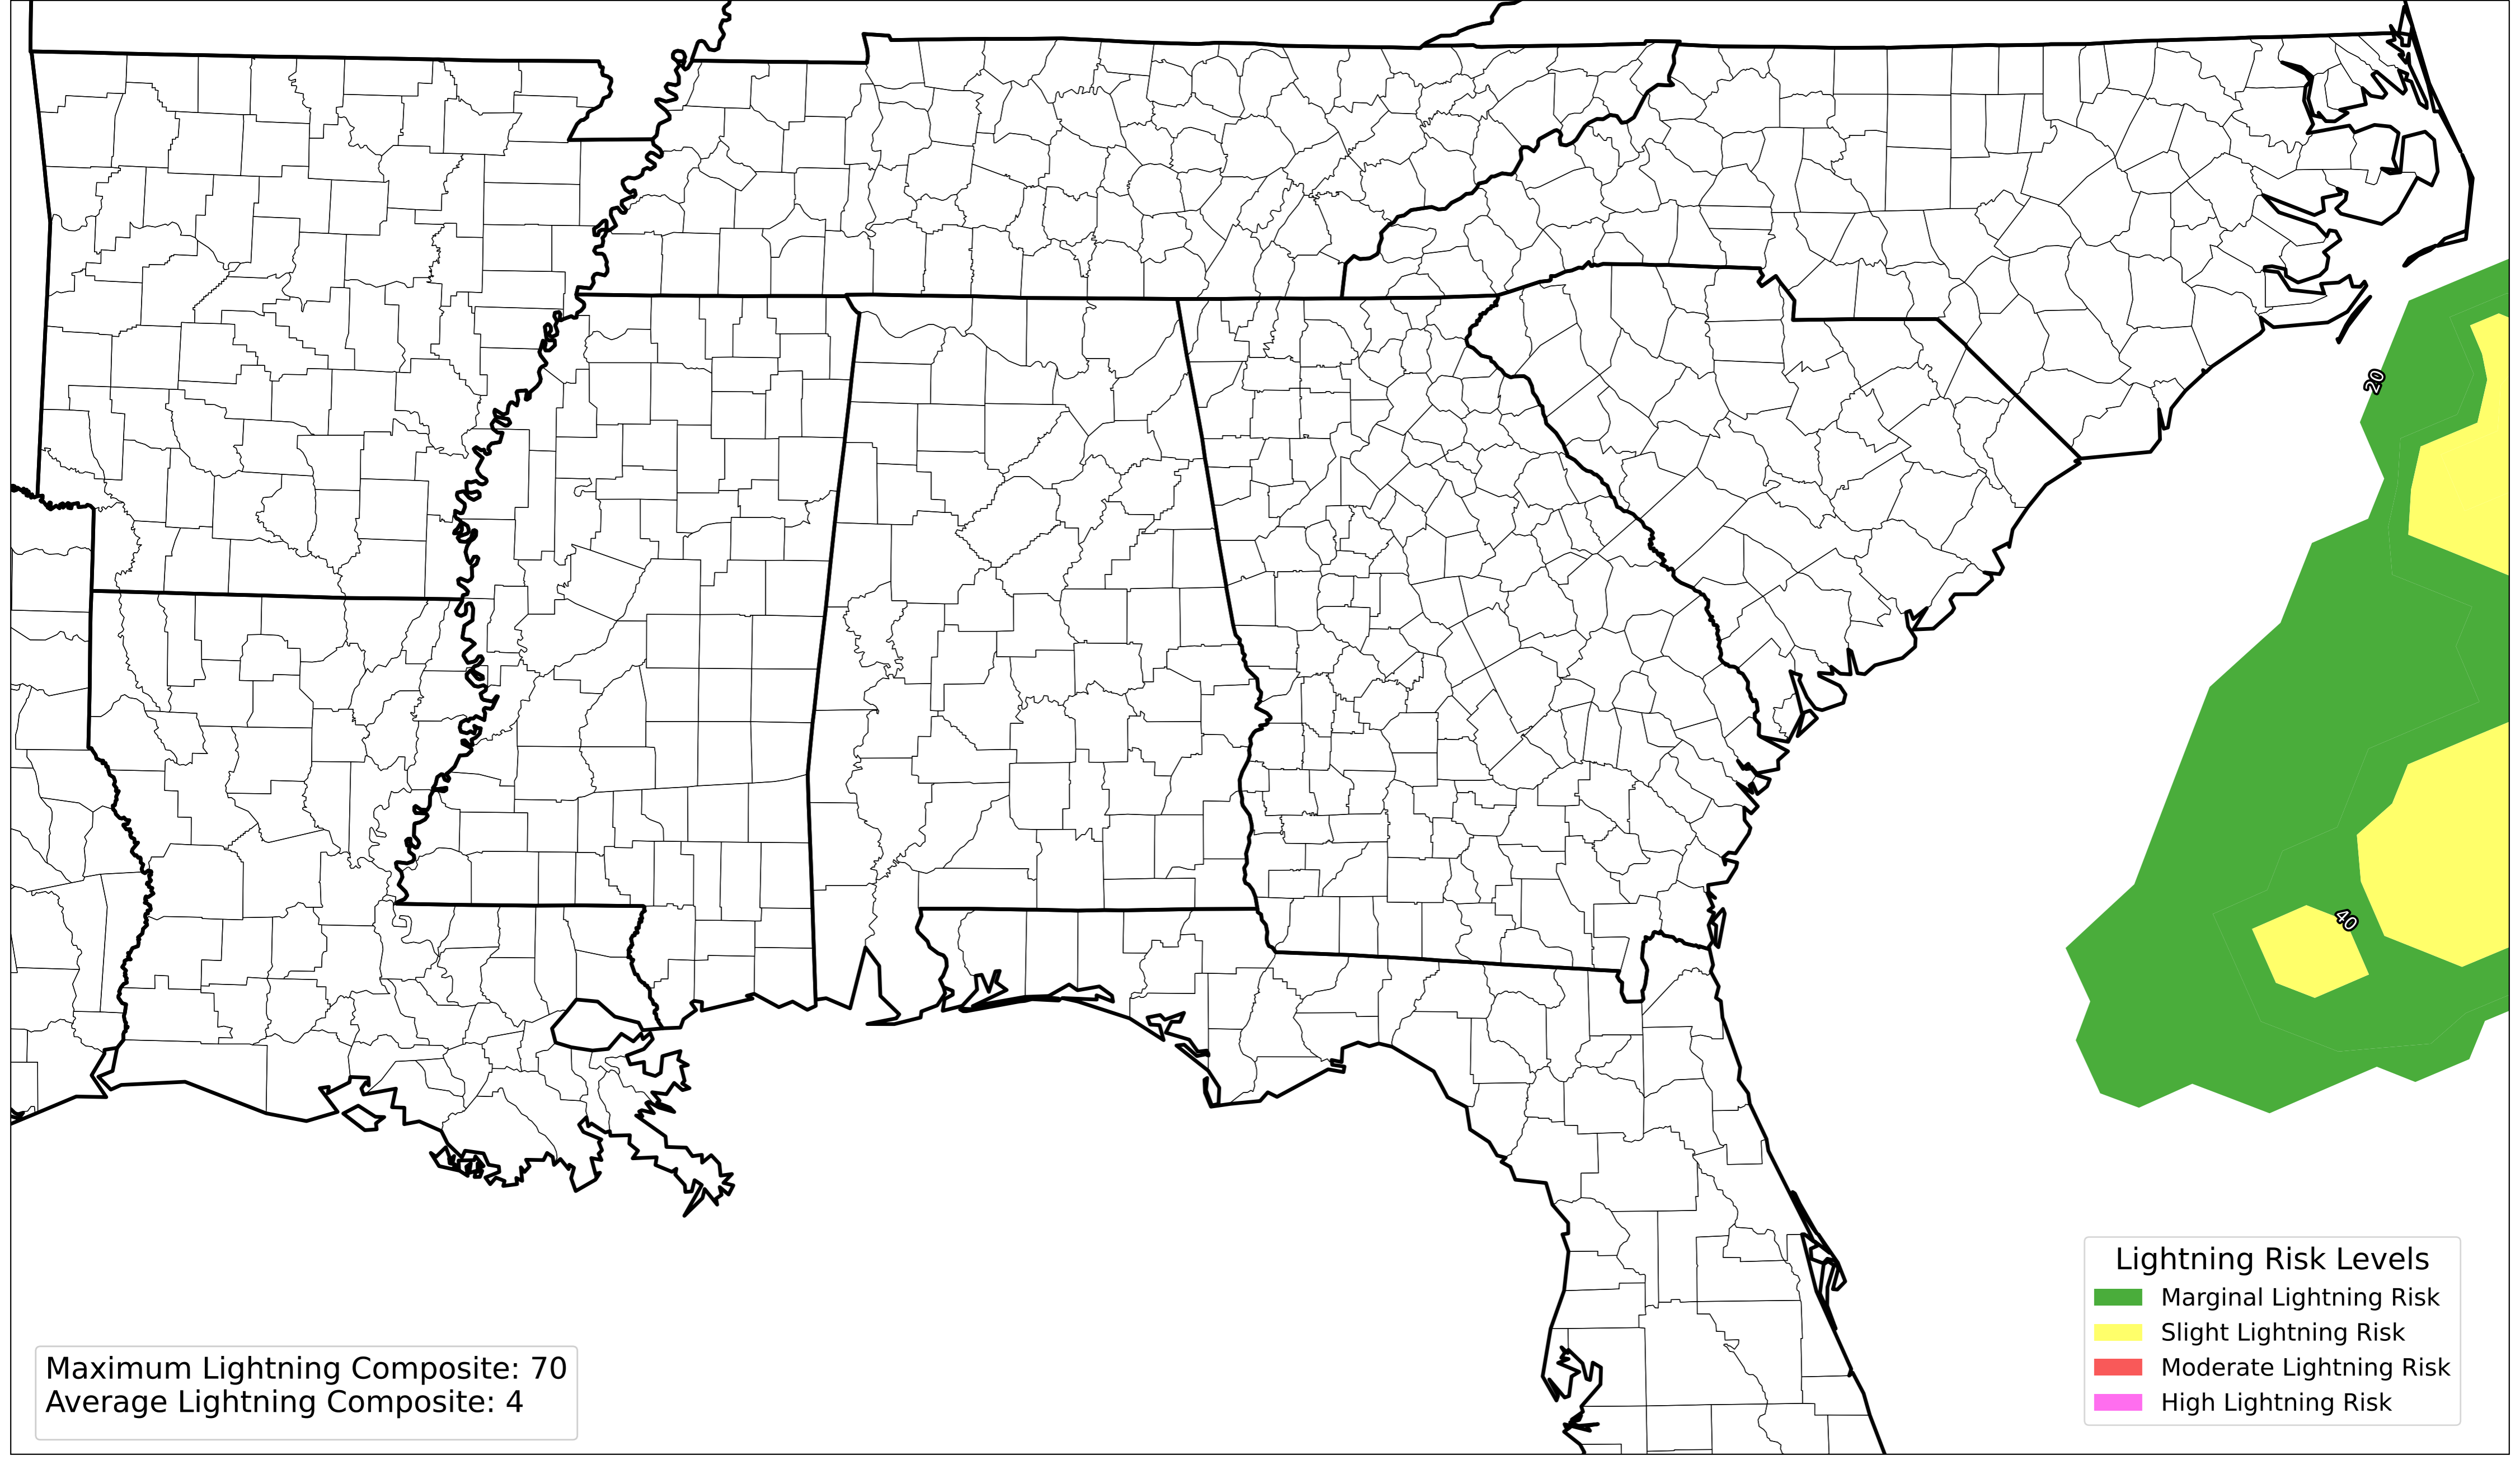 20
40
Lightning Risk Levels
Marginal Lightning Risk
Slight Lightning Risk
Moderate Lightning Risk
High Lightning Risk
Maximum Lightning Composite: 70
Average Lightning Composite: 4